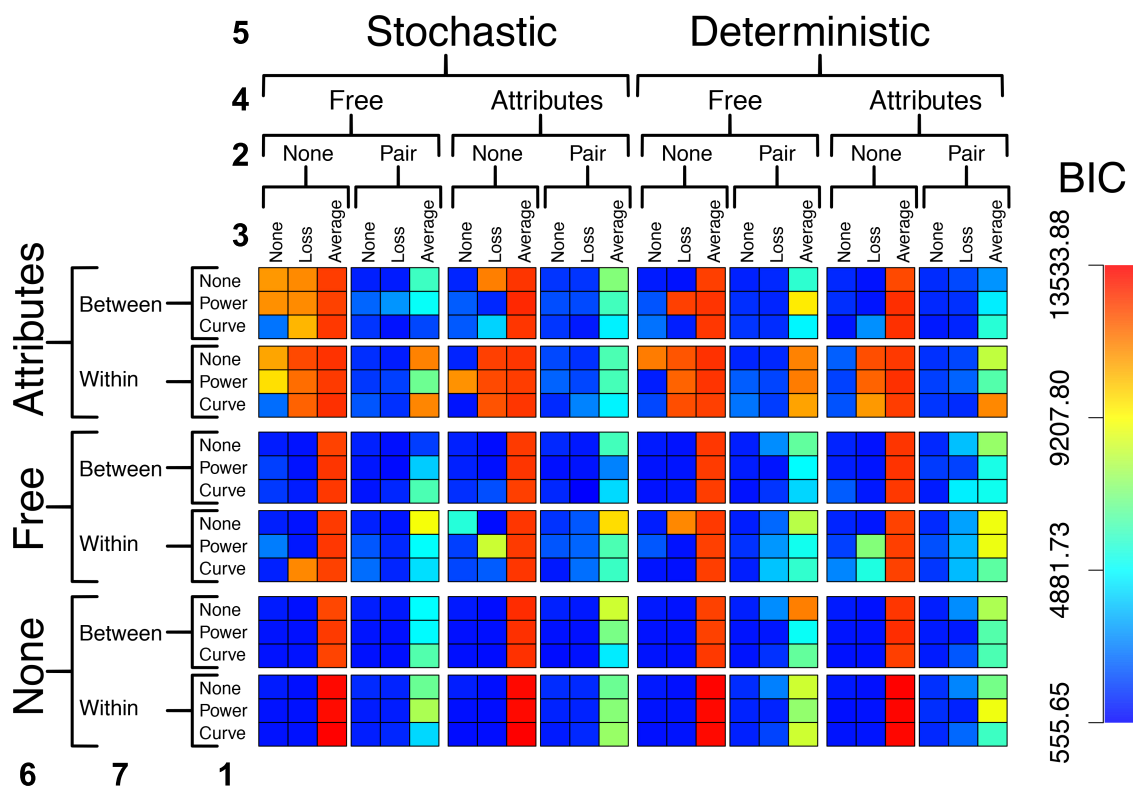 5 Stochastic Deterministic
4 Free Attributes Free Attributes
2 None Pair None Pair None Pair None Pair
3 None Loss Average None Loss Average None Loss Average None Loss Average None Loss Average None Loss Average None Loss Average None Loss Average
Attributes
Between
None
Power
Curve
Within
None
Power
Curve
Free
Between
None
Power
Curve
Within
None
Power
Curve
None
Between
None
Power
Curve
Within
None
Power
Curve
6 7 1
BIC
13533.88
9207.80
4881.73
555.65